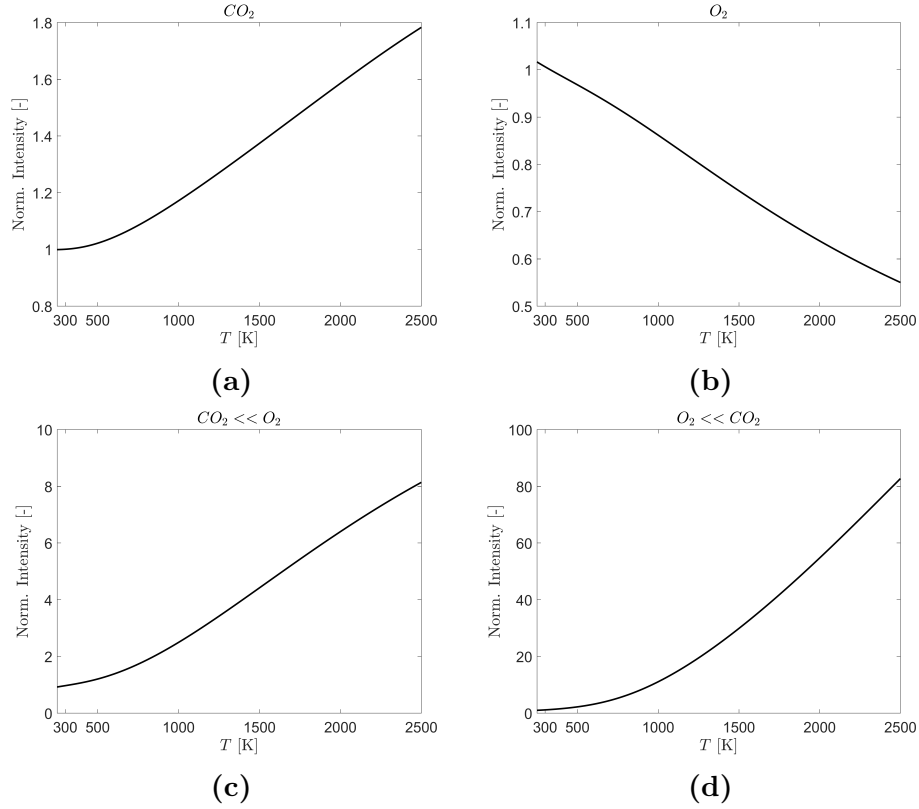 CO₂
1.8
1.6
1.4
1.2
1
0.8
Norm. Intensity [-]
300 500 1000 1500 2000 2500
T [K]
(a)
O₂
1.1
1
0.9
0.8
0.7
0.6
0.5
Norm. Intensity [-]
300 500 1000 1500 2000 2500
T [K]
(b)
CO₂ << O₂
10
8
6
4
2
0
Norm. Intensity [-]
300 500 1000 1500 2000 2500
T [K]
(c)
O₂ << CO₂
100
80
60
40
20
0
Norm. Intensity [-]
300 500 1000 1500 2000 2500
T [K]
(d)